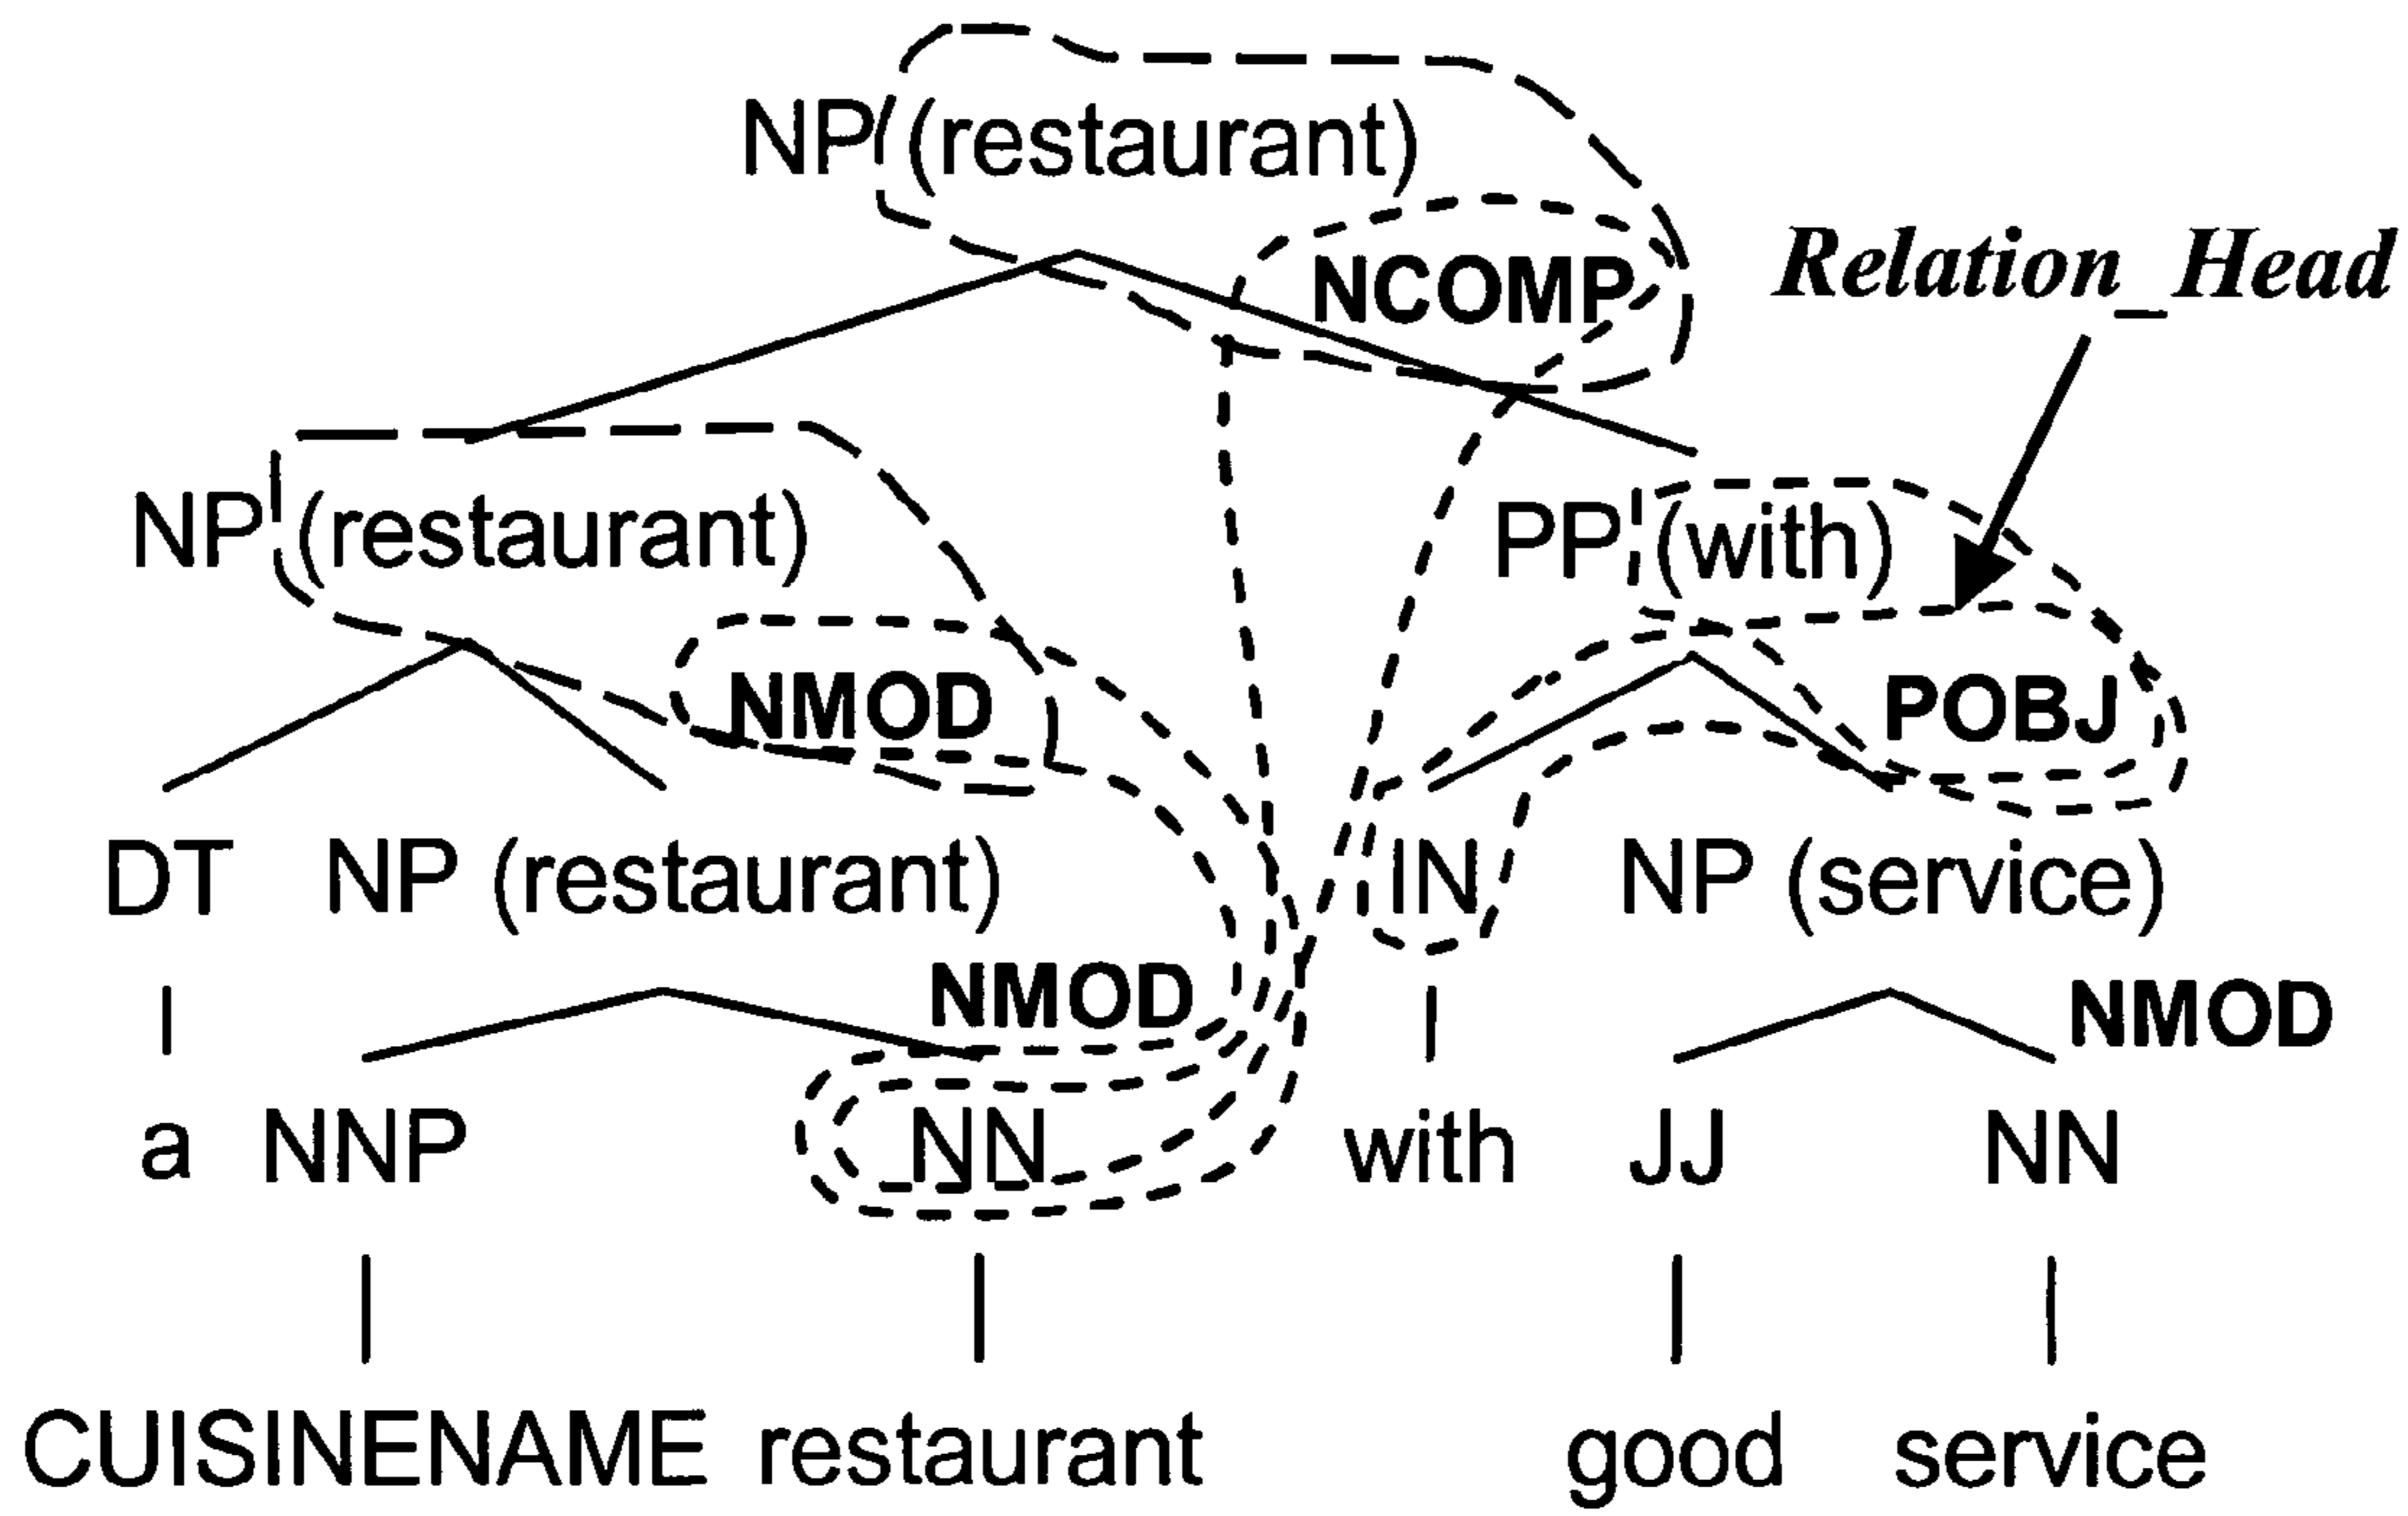 NP (restaurant)
NCOMP
Relation_Head
NP (restaurant)
PP (with)
NMOD
POBJ
DT NP (restaurant) IN NP (service)
NMOD
NMOD
a NNP NN with JJ NN
CUISINENAME restaurant good service